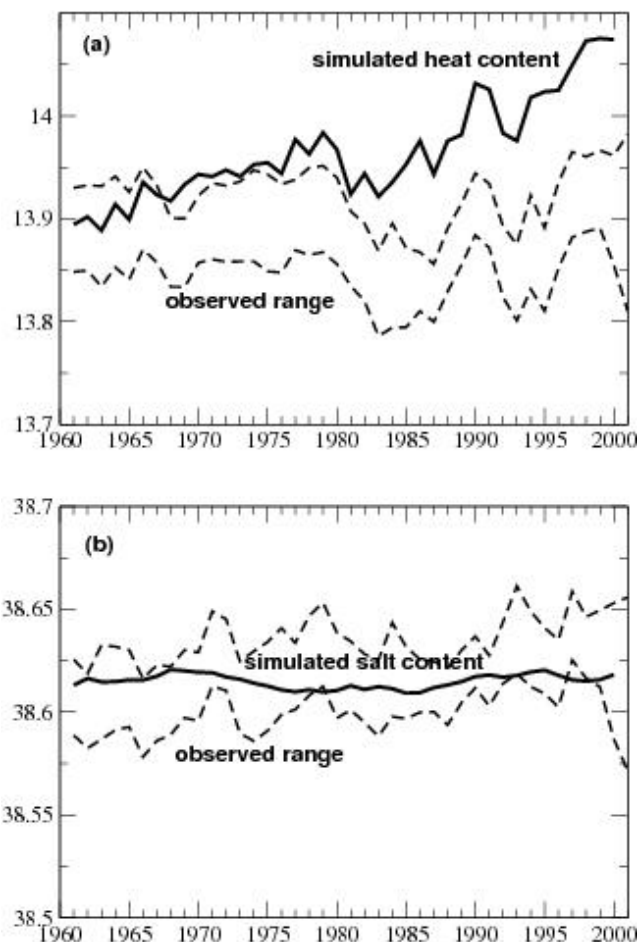 (a)
simulated heat content
14
13.9
observed range
13.8
13.7
1960 1965 1970 1975 1980 1985 1990 1995 2000
38.7
(b)
38.65
simulated salt content
38.6
observed range
38.55
38.5
1960 1965 1970 1975 1980 1985 1990 1995 2000